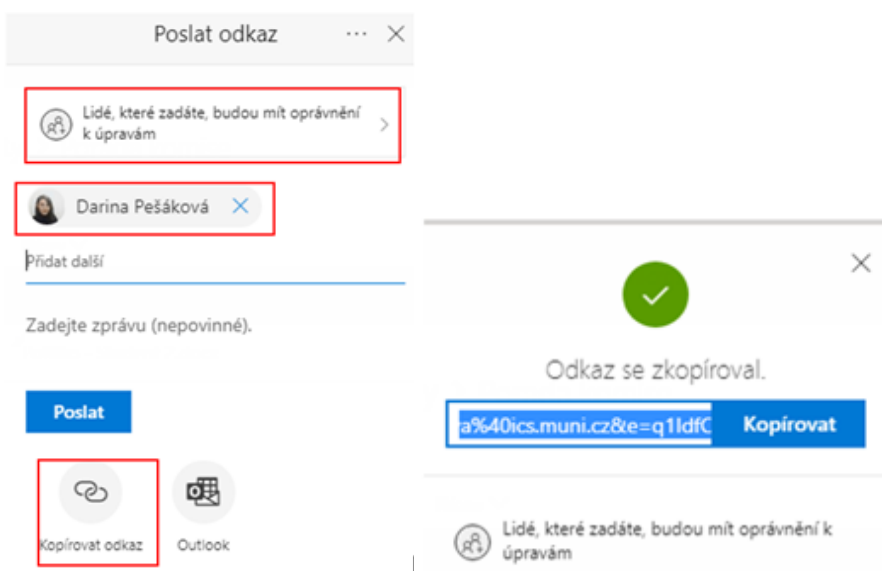 Poslat odkaz
Lidé, které zadáte, budou mít oprávnění
k úpravám
Darina Pešáková
Přidat další
Zadejte zprávu (nepovinné).
Poslat
Kopírovat odkaz
Outlook
Odkaz se zkopíroval.
a%40ics.muni.cz&e=q1ldfC
Kopírovat
Lidé, které zadáte, budou mít oprávnění k
úpravám